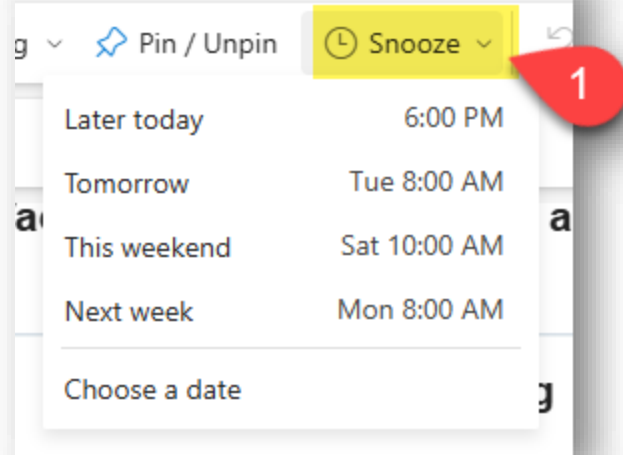 g Pin / Unpin Snooze
1
Later today 6:00 PM
Tomorrow Tue 8:00 AM
This weekend Sat 10:00 AM
Next week Mon 8:00 AM
Choose a date
a
a
g